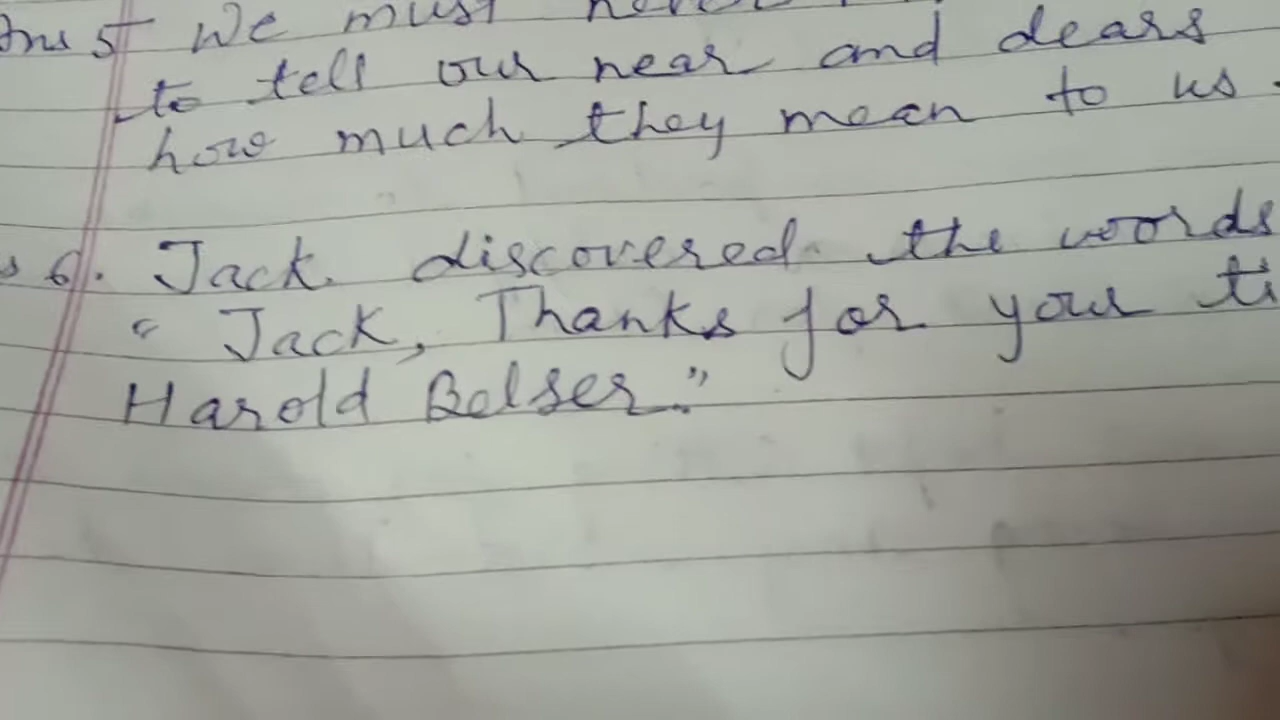 Ans 5 We must
to tell our near and dears
how much they mean to us.
6. Jack discovered the words
" Jack, Thanks for your
Harold Belser."